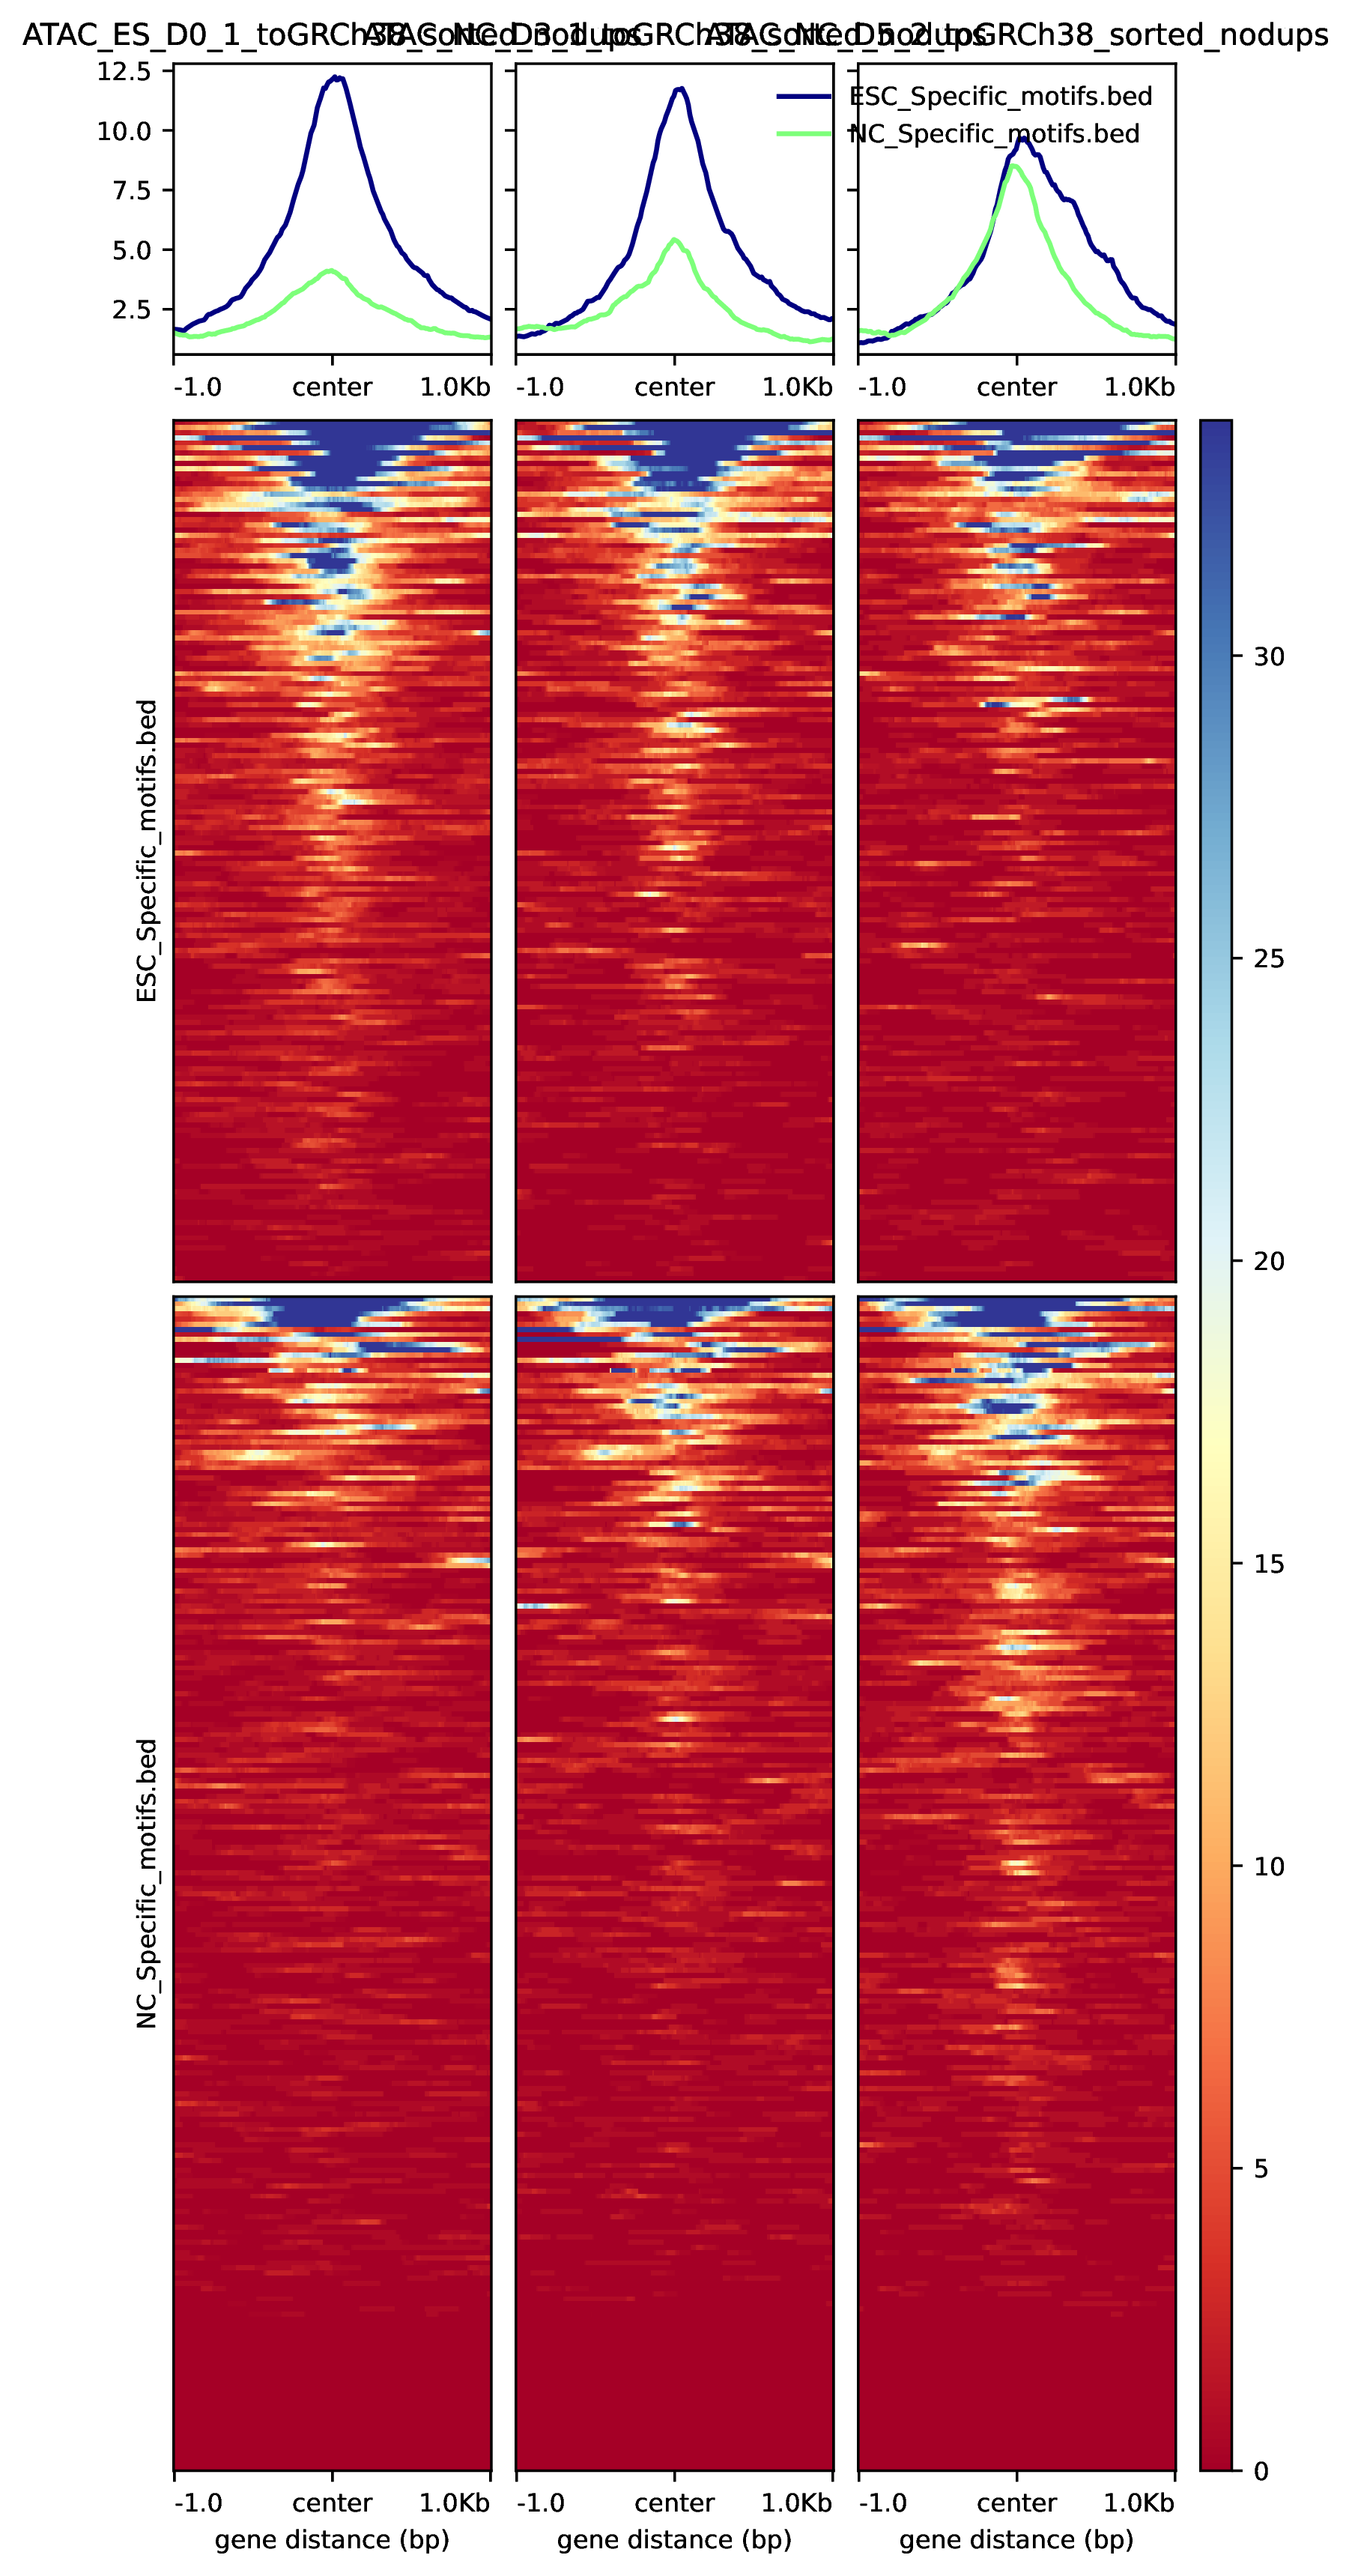 ATAC_ES_D0_1_toGRCh38_sorted_nodups
ATAC_NC_D3_1_toGRCh38_sorted_nodups
ATAC_NC_D5_2_toGRCh38_sorted_nodups
12.5
10.0
7.5
5.0
2.5
ESC_Specific_motifs.bed
NC_Specific_motifs.bed
-1.0 center 1.0Kb
-1.0 center 1.0Kb
-1.0 center 1.0Kb
ESC_Specific_motifs.bed
NC_Specific_motifs.bed
30
25
20
15
10
5
0
-1.0 center 1.0Kb
gene distance (bp)
-1.0 center 1.0Kb
gene distance (bp)
-1.0 center 1.0Kb
gene distance (bp)